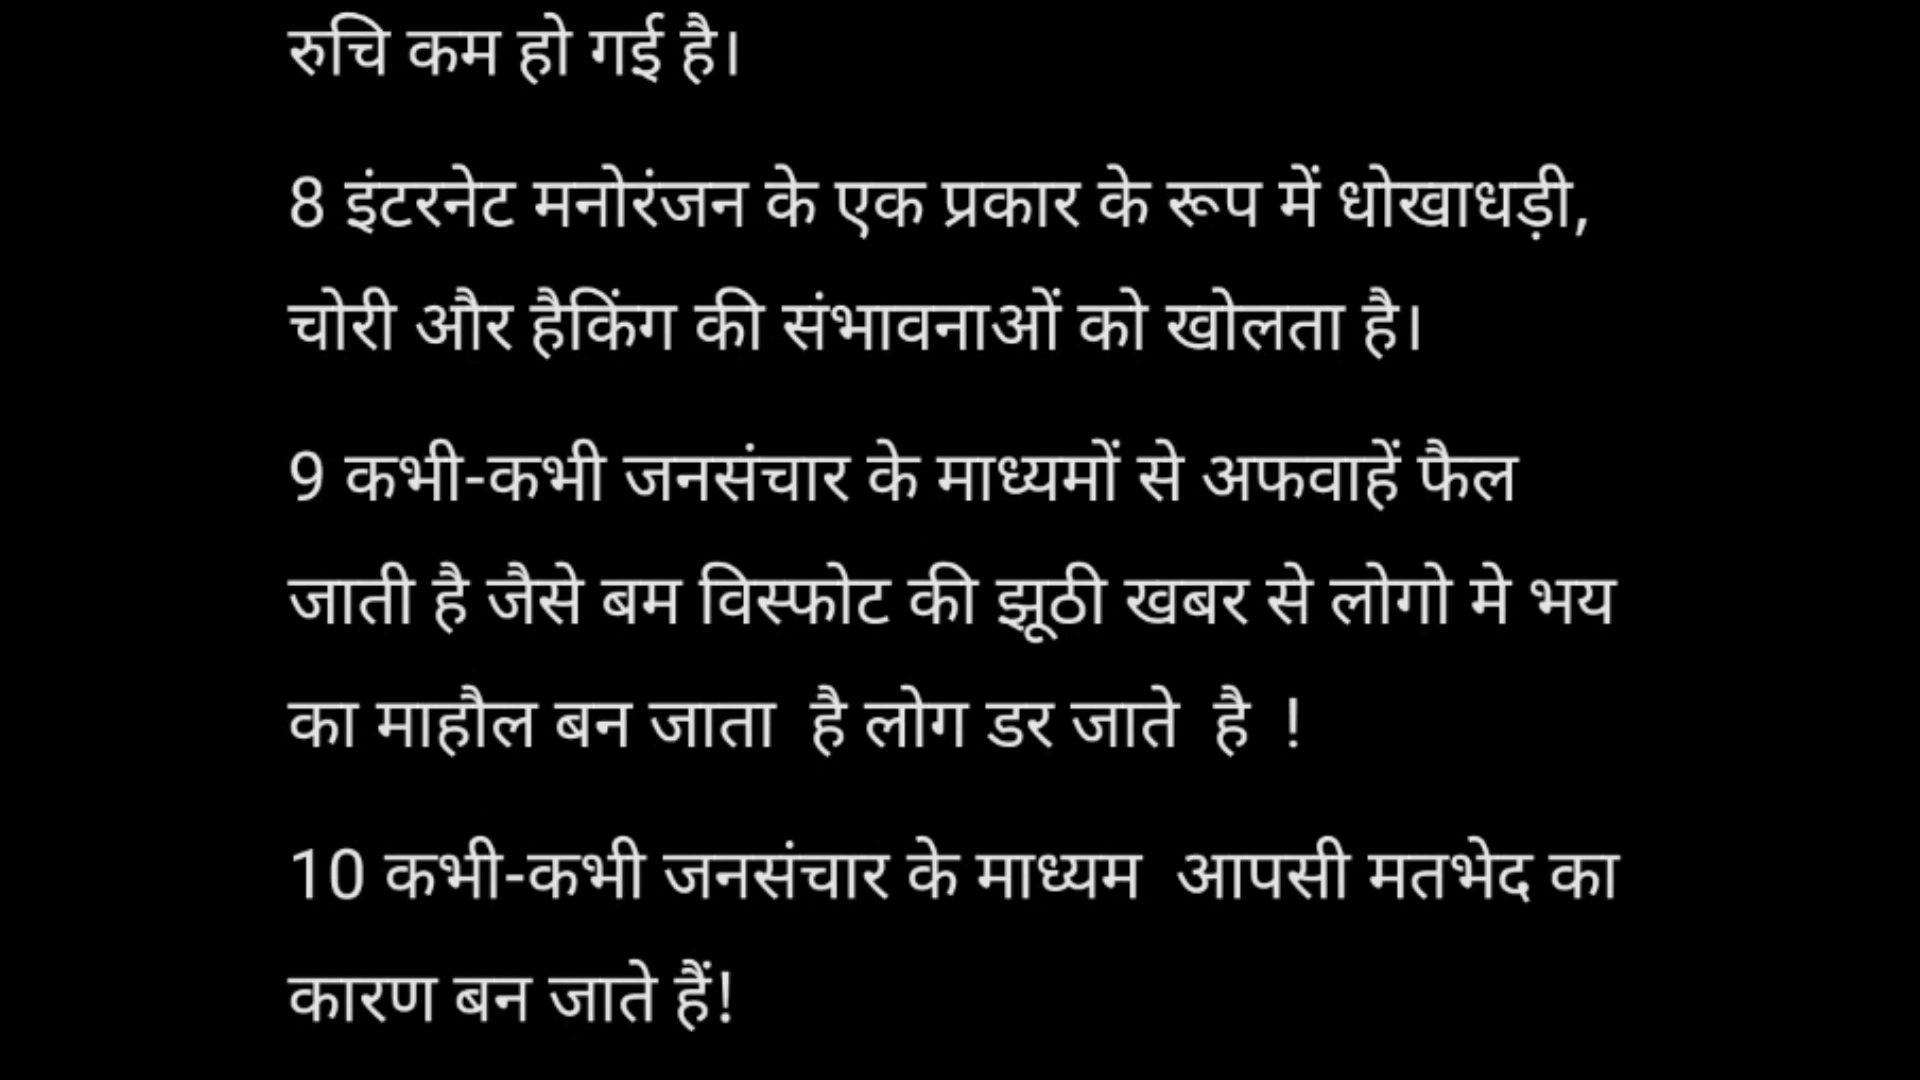 रुचि कम हो गई है।
8 इंटरनेट मनोरंजन के एक प्रकार के रूप में धोखाधड़ी,
चोरी और हैकिंग की संभावनाओं को खोलता है।
9 कभी-कभी जनसंचार के माध्यमों से अफवाहें फैल
जाती है जैसे बम विस्फोट की झूठी खबर से लोगो मे भय
का माहौल बन जाता  है लोग डर जाते  है  !
10 कभी-कभी जनसंचार के माध्यम  आपसी मतभेद का
कारण बन जाते हैं!